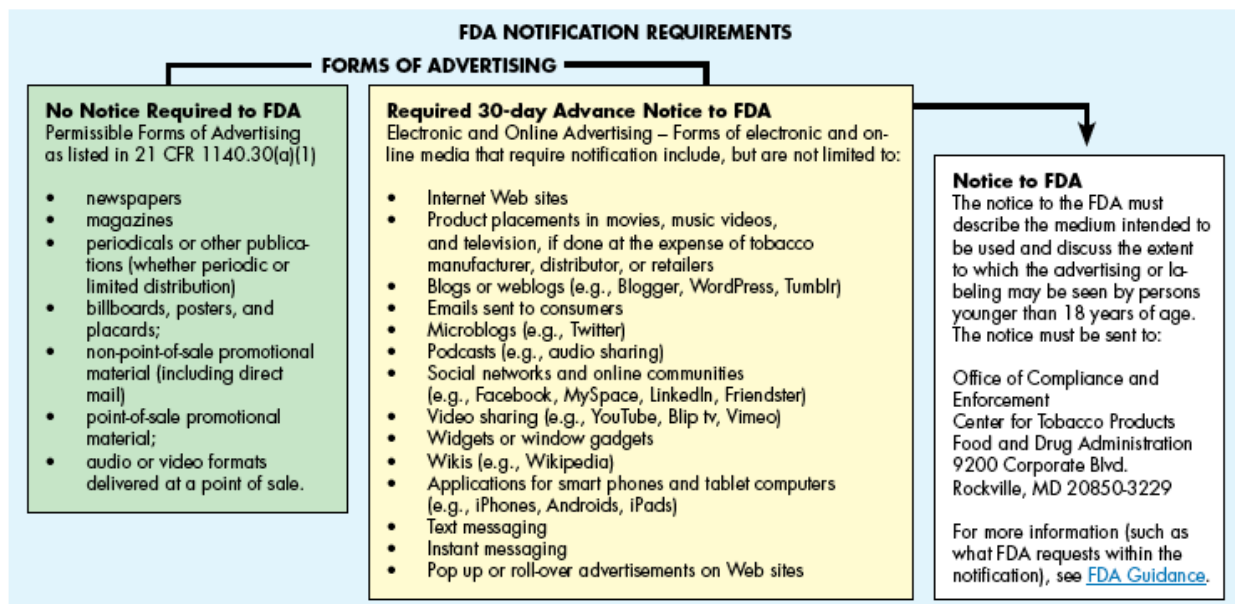 FDA NOTIFICATION REQUIREMENTS
FORMS OF ADVERTISING
No Notice Required to FDA
Permissible Forms of Advertising
as listed in 21 CFR 1140.30(a)(1)
• newspapers
• magazines
• periodicals or other publica-
tions (whether periodic or
limited distribution)
• billboards, posters, and
placards;
• non-point-of-sale promotional
material (including direct
mail)
• point-of-sale promotional
material;
• audio or video formats
delivered at a point of sale.
Required 30-day Advance Notice to FDA
Electronic and Online Advertising – Forms of electronic and on-
line media that require notification include, but are not limited to:
• Internet Web sites
• Product placements in movies, music videos,
and television, if done at the expense of tobacco
manufacturer, distributor, or retailers
• Blogs or weblogs (e.g., Blogger, WordPress, Tumblr)
• Emails sent to consumers
• Microblogs (e.g., Twitter)
• Podcasts (e.g., audio sharing)
• Social networks and online communities
(e.g., Facebook, MySpace, LinkedIn, Friendster)
• Video sharing (e.g., YouTube, Blip tv, Vimeo)
• Widgets or window gadgets
• Wikis (e.g., Wikipedia)
• Applications for smart phones and tablet computers
(e.g., iPhones, Androids, iPads)
• Text messaging
• Instant messaging
• Pop up or roll-over advertisements on Web sites
Notice to FDA
The notice to the FDA must
describe the medium intended to
be used and discuss the extent
to which the advertising or la-
beling may be seen by persons
younger than 18 years of age.
The notice must be sent to:
Office of Compliance and
Enforcement
Center for Tobacco Products
Food and Drug Administration
9200 Corporate Blvd.
Rockville, MD 20850-3229
For more information (such as
what FDA requests within the
notification), see FDA Guidance.